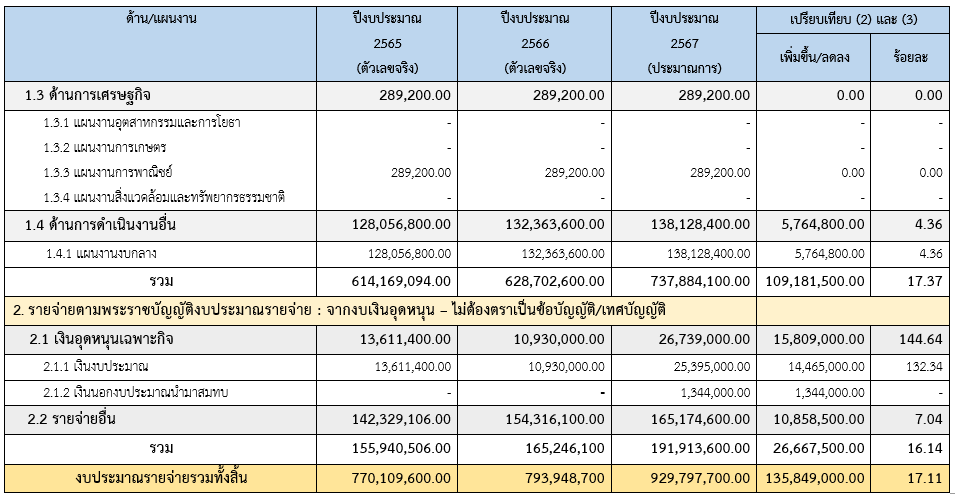 ด้าน/แผนงาน ปีงบประมาณ 2565 (ตัวเลขจริง) ปีงบประมาณ 2566 (ตัวเลขจริง) ปีงบประมาณ 2567 (ประมาณการ) เปรียบเทียบ (2) และ (3)
เพิ่มขึ้น/ลดลง ร้อยละ
1.3 ด้านการเศรษฐกิจ 289,200.00 289,200.00 289,200.00 0.00 0.00
1.3.1 แผนงานอุตสาหกรรมและการโยธา - - - - -
1.3.2 แผนงานการเกษตร - - - - -
1.3.3 แผนงานการพาณิชย์ 289,200.00 289,200.00 289,200.00 0.00 0.00
1.3.4 แผนงานสิ่งแวดล้อมและทรัพยากรธรรมชาติ - - - - -
1.4 ด้านการดำเนินงานอื่น 128,056,800.00 132,363,600.00 138,128,400.00 5,764,800.00 4.36
1.4.1 แผนงานงบกลาง 128,056,800.00 132,363,600.00 138,128,400.00 5,764,800.00 4.36
รวม 614,169,094.00 628,702,600.00 737,884,100.00 109,181,500.00 17.37
2. รายจ่ายตามพระราชบัญญัติงบประมาณรายจ่าย : จากงบเงินอุดหนุน – ไม่ต้องตราเป็นข้อบัญญัติ/เทศบัญญัติ
2.1 เงินอุดหนุนเฉพาะกิจ 13,611,400.00 10,930,000.00 26,739,000.00 15,809,000.00 144.64
2.1.1 เงินงบประมาณ 13,611,400.00 10,930,000.00 25,395,000.00 14,465,000.00 132.34
2.1.2 เงินนอกงบประมาณนำมาสมทบ - - 1,344,000.00 1,344,000.00 -
2.2 รายจ่ายอื่น 142,329,106.00 154,316,100.00 165,174,600.00 10,858,500.00 7.04
รวม 155,940,506.00 165,246,100 191,913,600.00 26,667,500.00 16.14
งบประมาณรายจ่ายรวมทั้งสิ้น 770,109,600.00 793,948,700 929,797,700.00 135,849,000.00 17.11